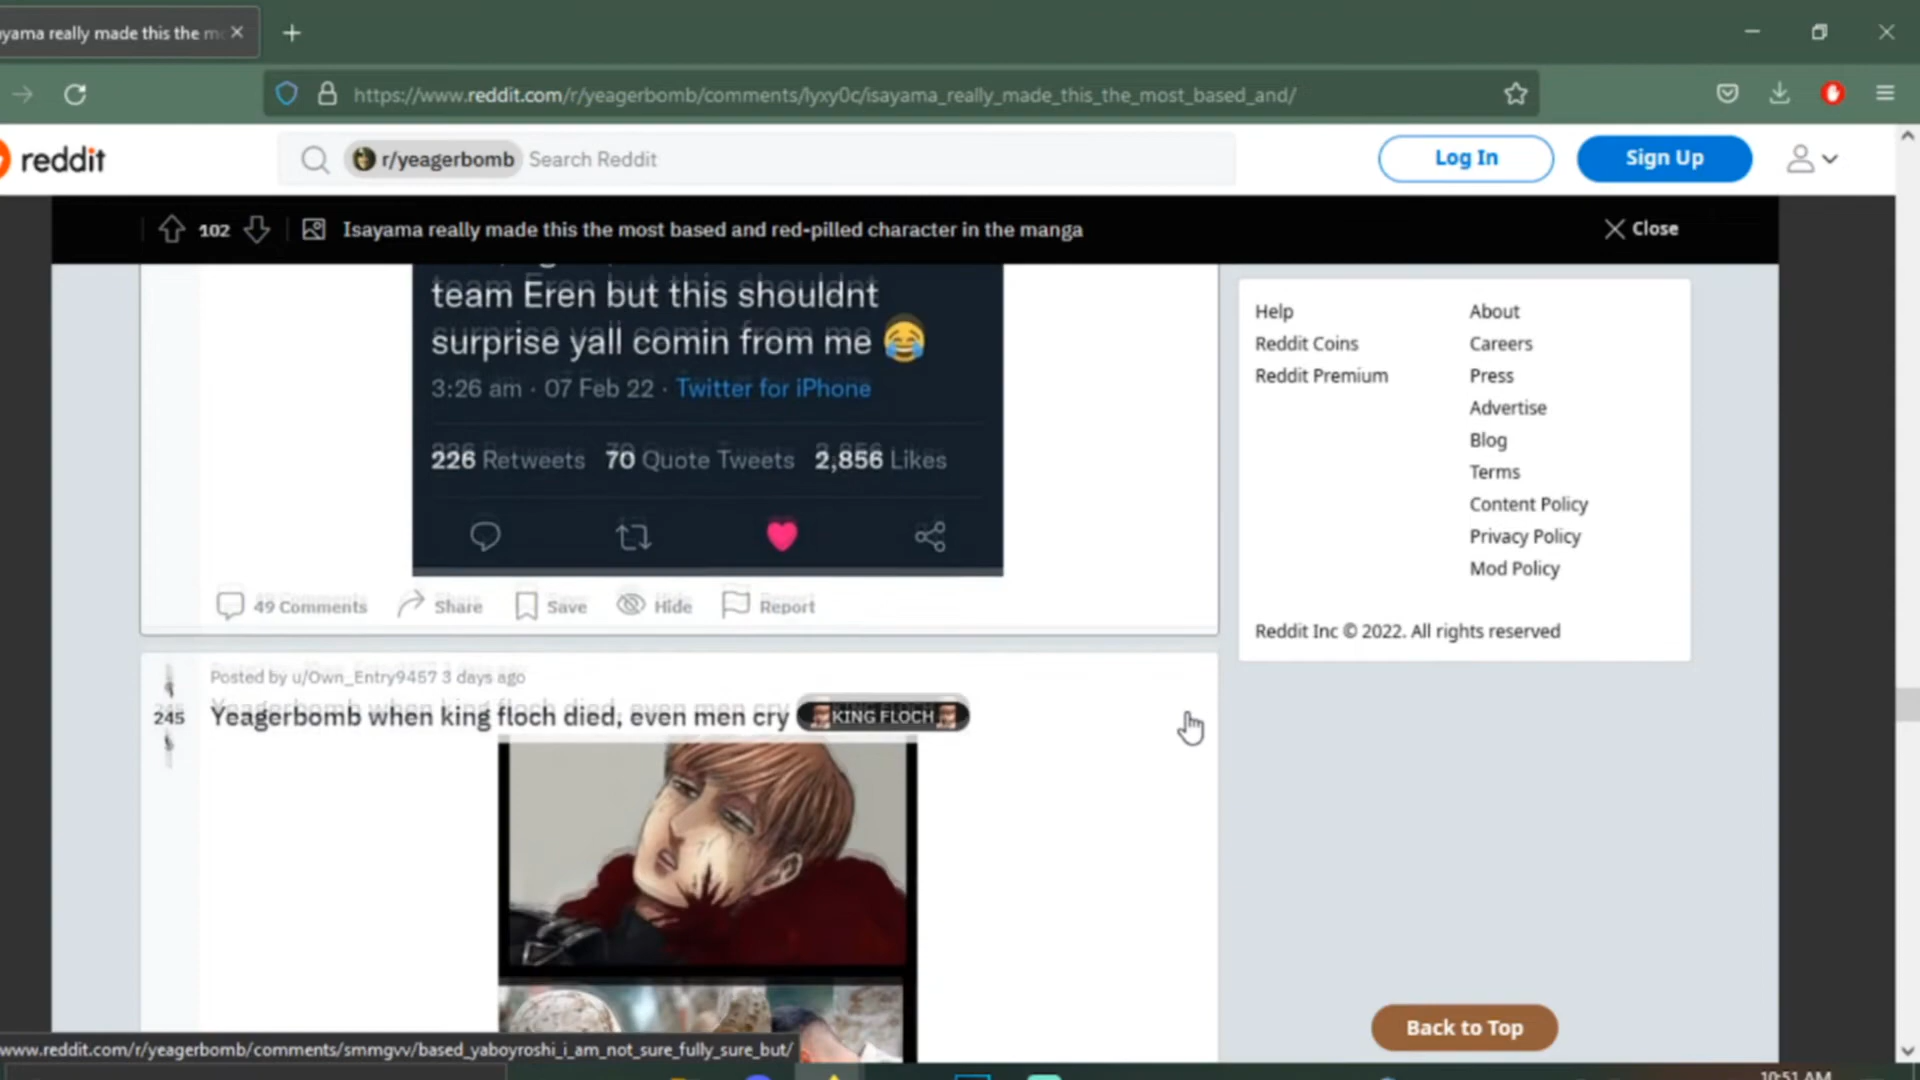 yama really made this the m
https://www.reddit.com/r/yeagerbomb/comments/lyxy0c/isayama_really_made_this_the_most_based_and/
reddit
r/yeagerbomb Search Reddit
Log In
Sign Up
102
Isayama really made this the most based and red-pilled character in the manga
Close
team Eren but this shouldnt
surprise yall comin from me 😂
3:26 am · 07 Feb 22 · Twitter for iPhone
226 Retweets 70 Quote Tweets 2,856 Likes
49 Comments Share Save Hide Report
Help
Reddit Coins
Reddit Premium
About
Careers
Press
Advertise
Blog
Terms
Content Policy
Privacy Policy
Mod Policy
Reddit Inc © 2022. All rights reserved
Posted by u/Own_Entry9457 3 days ago
245
Yeagerbomb when king floch died, even men cry KING FLOCH
Back to Top
www.reddit.com/r/yeagerbomb/comments/smmgvv/based_yaboyroshi_i_am_not_sure_fully_sure_but/
10:51 AM